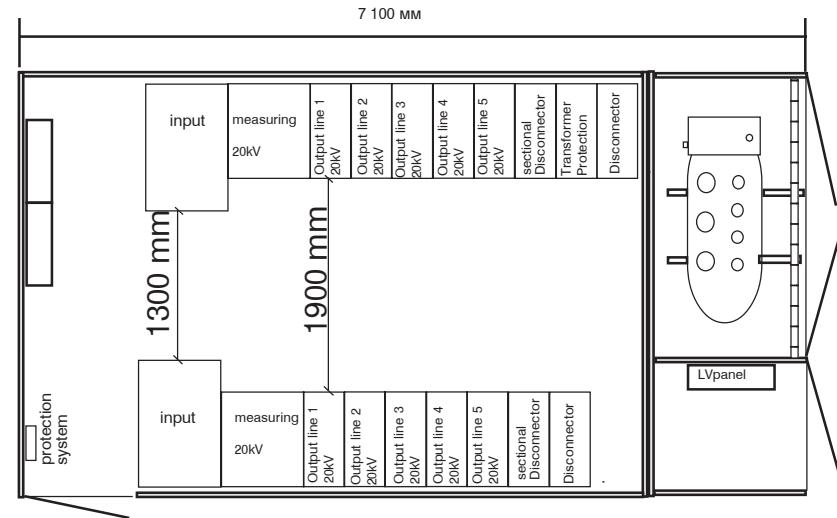 7 100 мм
input
measuring
20kV
Output line 1
20kV
Output line 2
20kV
Output line 3
20kV
Output line 4
20kV
Output line 5
20kV
sectional
Disconnector
Transformer
Protection
Disconnector
1300 mm
1900 mm
LVpanel
protection
system
input
measuring
20kV
Output line 1
20kV
Output line 2
20kV
Output line 3
20kV
Output line 4
20kV
Output line 5
20kV
sectional
Disconnector
Disconnector